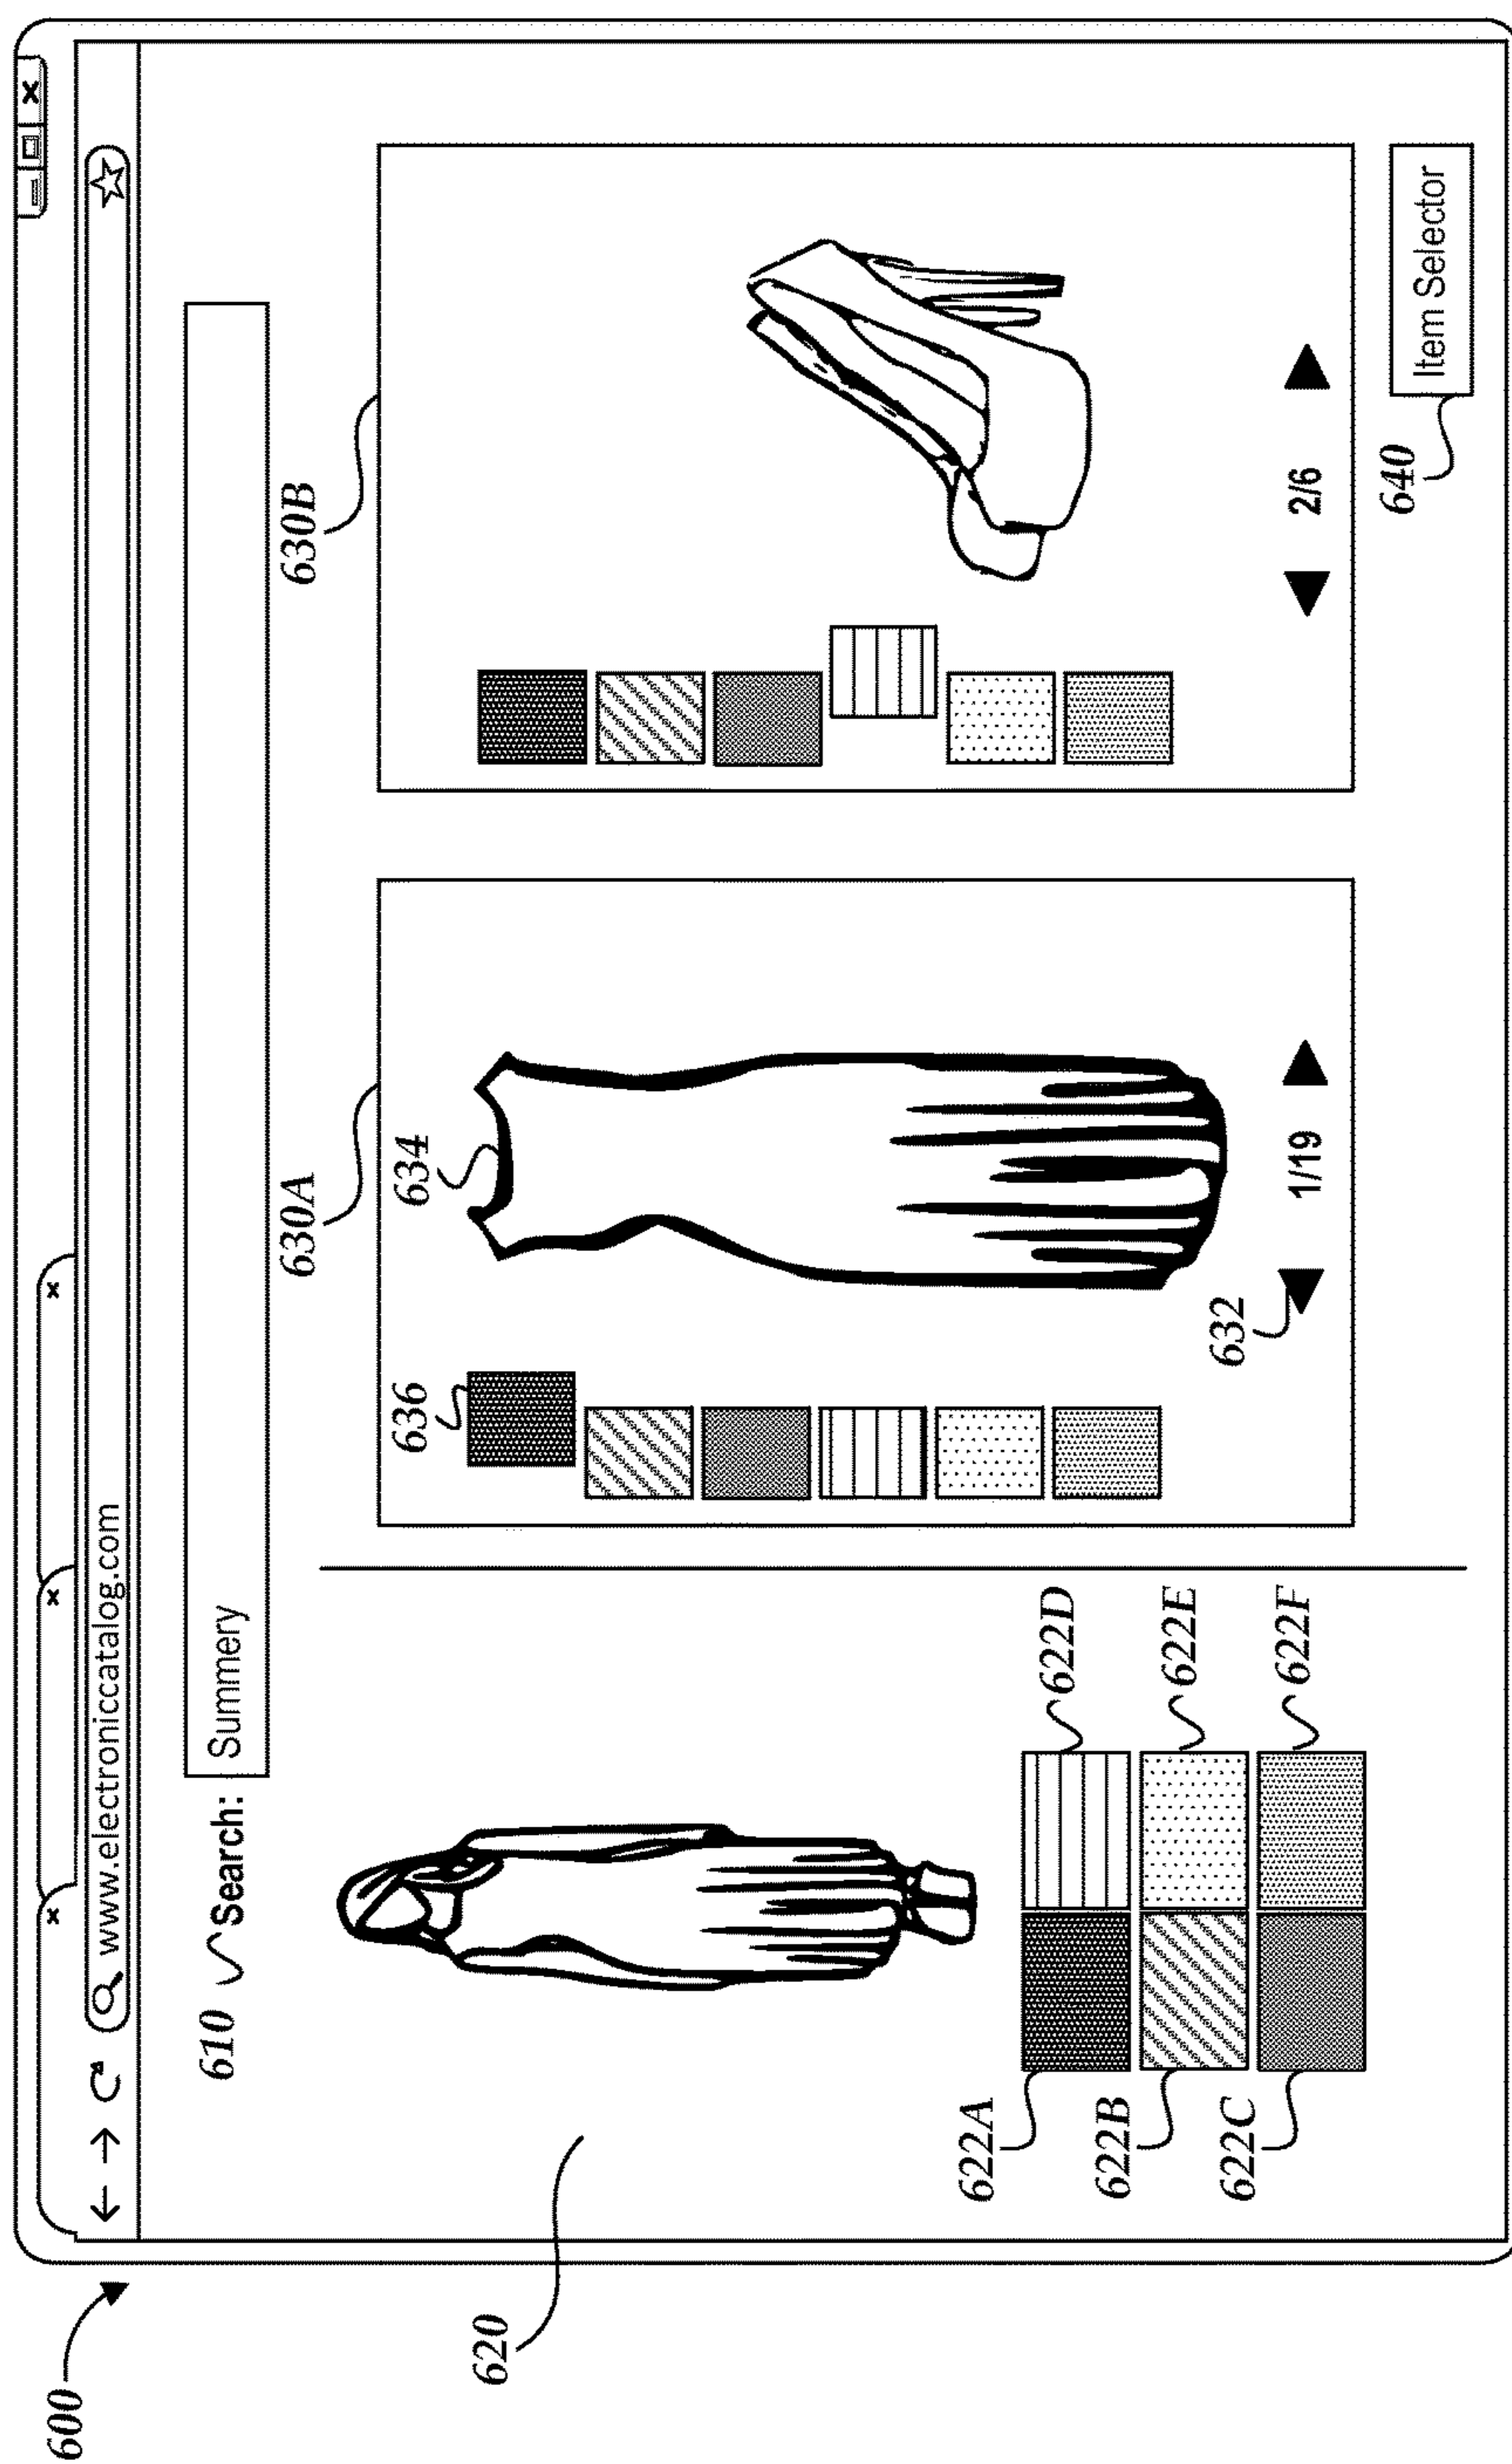 600
www.electroniccatalog.com
610
Search: Summery
620
622A
622B
622C
622D
622E
622F
630A
636
634
632
1/19
630B
2/6
640
Item Selector